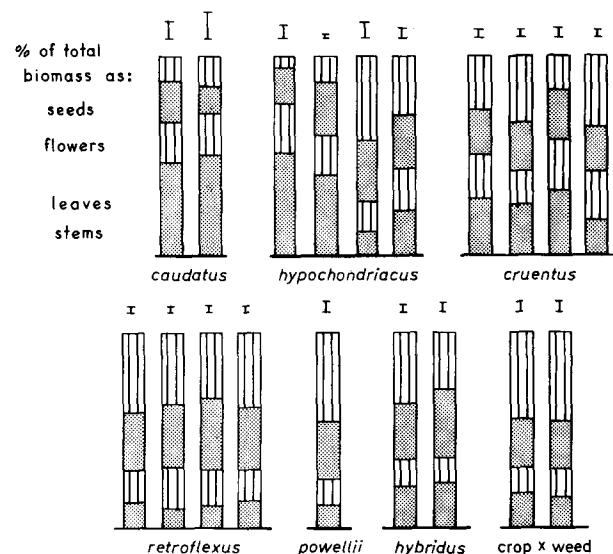 % of total
biomass as:
seeds
flowers
leaves
stems
caudatus
hypochondriacus
cruentus
retroflexus
powellii
hybridus
crop x weed